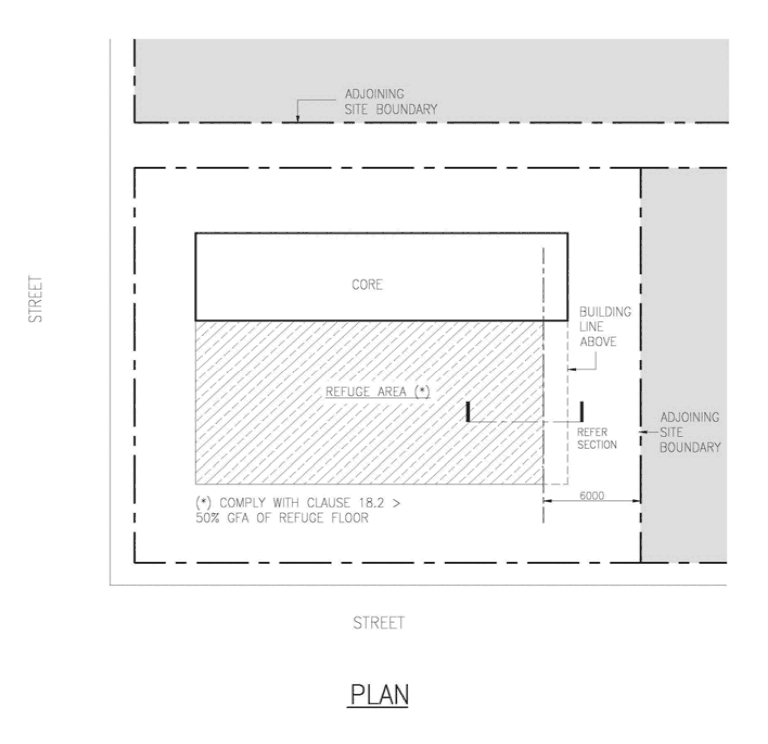 ADJOINING
SITE BOUNDARY
STREET
CORE
BUILDING
LINE
ABOVE
REFUGE AREA (*)
REFER
SECTION
ADJOINING
SITE
BOUNDARY
(*) COMPLY WITH CLAUSE 18.2 >
50% GFA OF REFUGE FLOOR
6000
STREET
PLAN